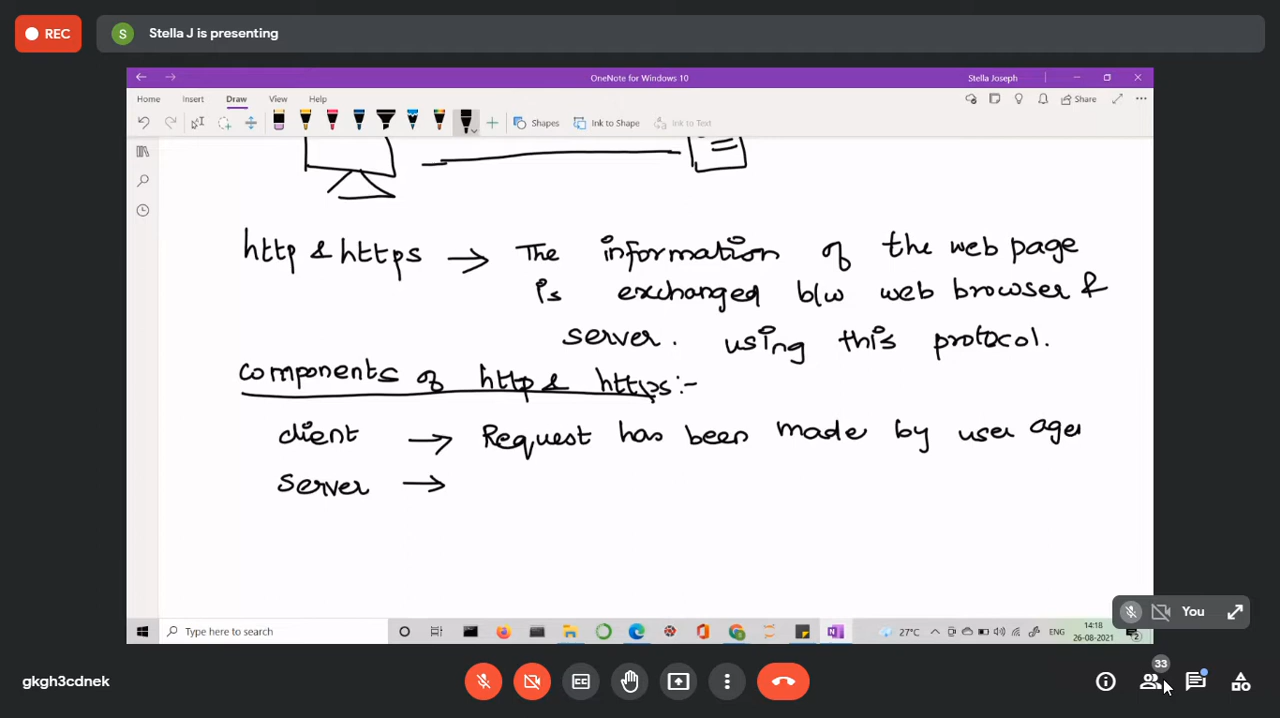 REC
S Stella J is presenting
OneNote for Windows 10
Stella Joseph
Home Insert Draw View Help
Share
Shapes Ink to Shape Ink to Text
http & https → The information of the web page
is exchanged b/w web browser &
server. using this protocol.
components of http & https:-
client → Request has been made by user agen
server →
You
Type here to search
27°C
ENG
14:18
26-08-2021
2
33
gkgh3cdnek